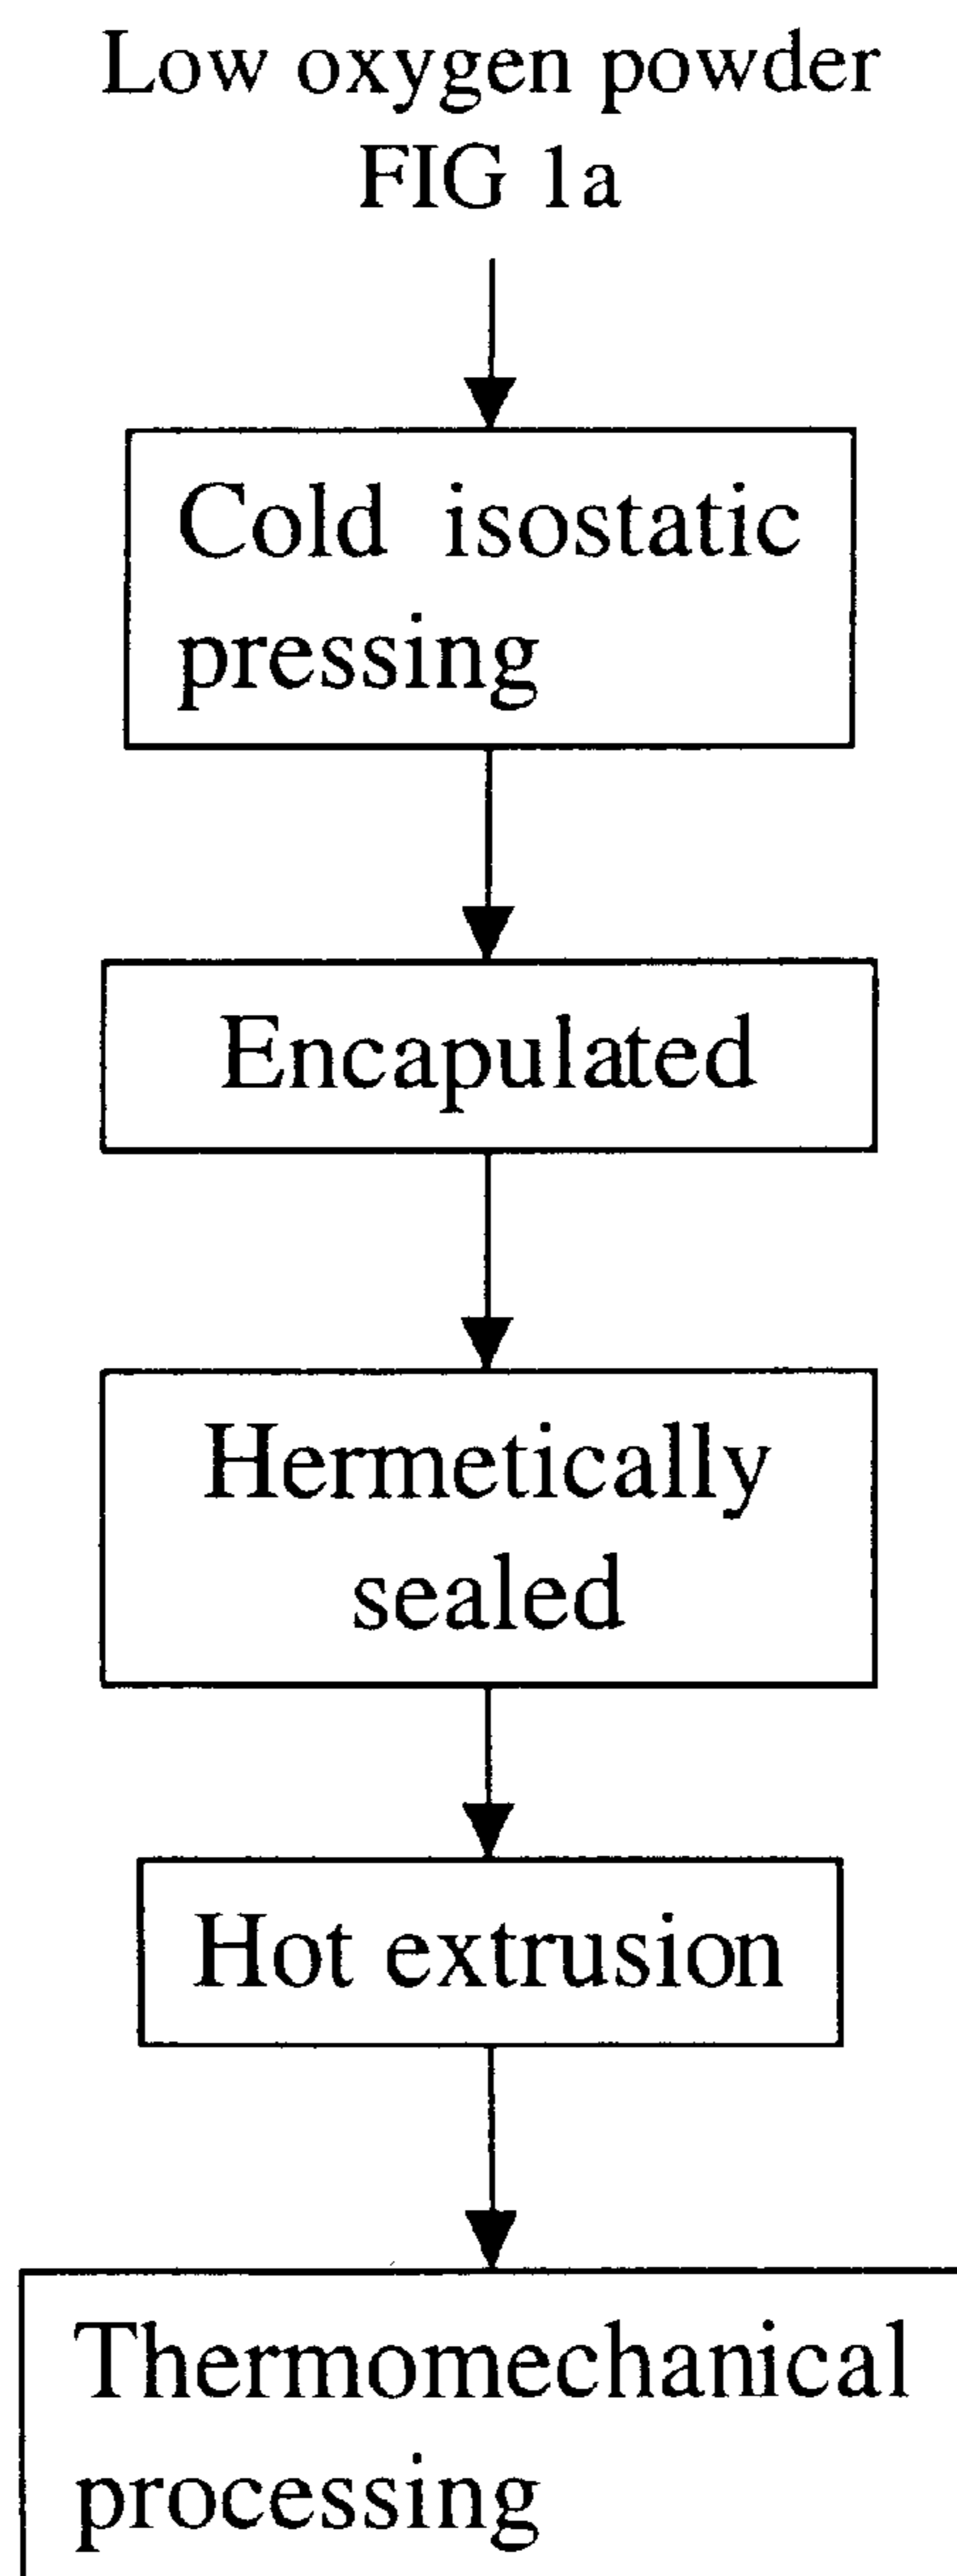 Low oxygen powder
FIG 1a
Cold isostatic
pressing
Encapulated
Hermetically
sealed
Hot extrusion
Thermomechanical
processing